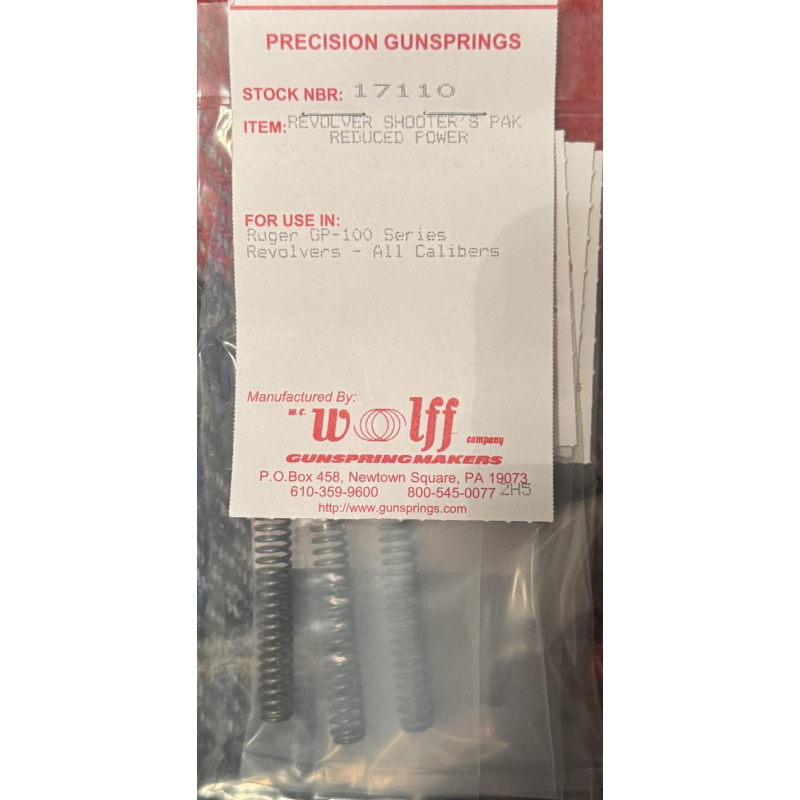 PRECISION GUNSPRINGS
STOCK NBR: 17110
ITEM: REVOLVER SHOOTER'S PAK
REDUCED POWER
FOR USE IN:
Ruger GP-100 Series
Revolvers - All Calibers
Manufactured By:
w.c. wolff company
GUNSPRINGMAKERS
P.O.Box 458, Newtown Square, PA 19073
610-359-9600 800-545-0077 2H5
http://www.gunsprings.com